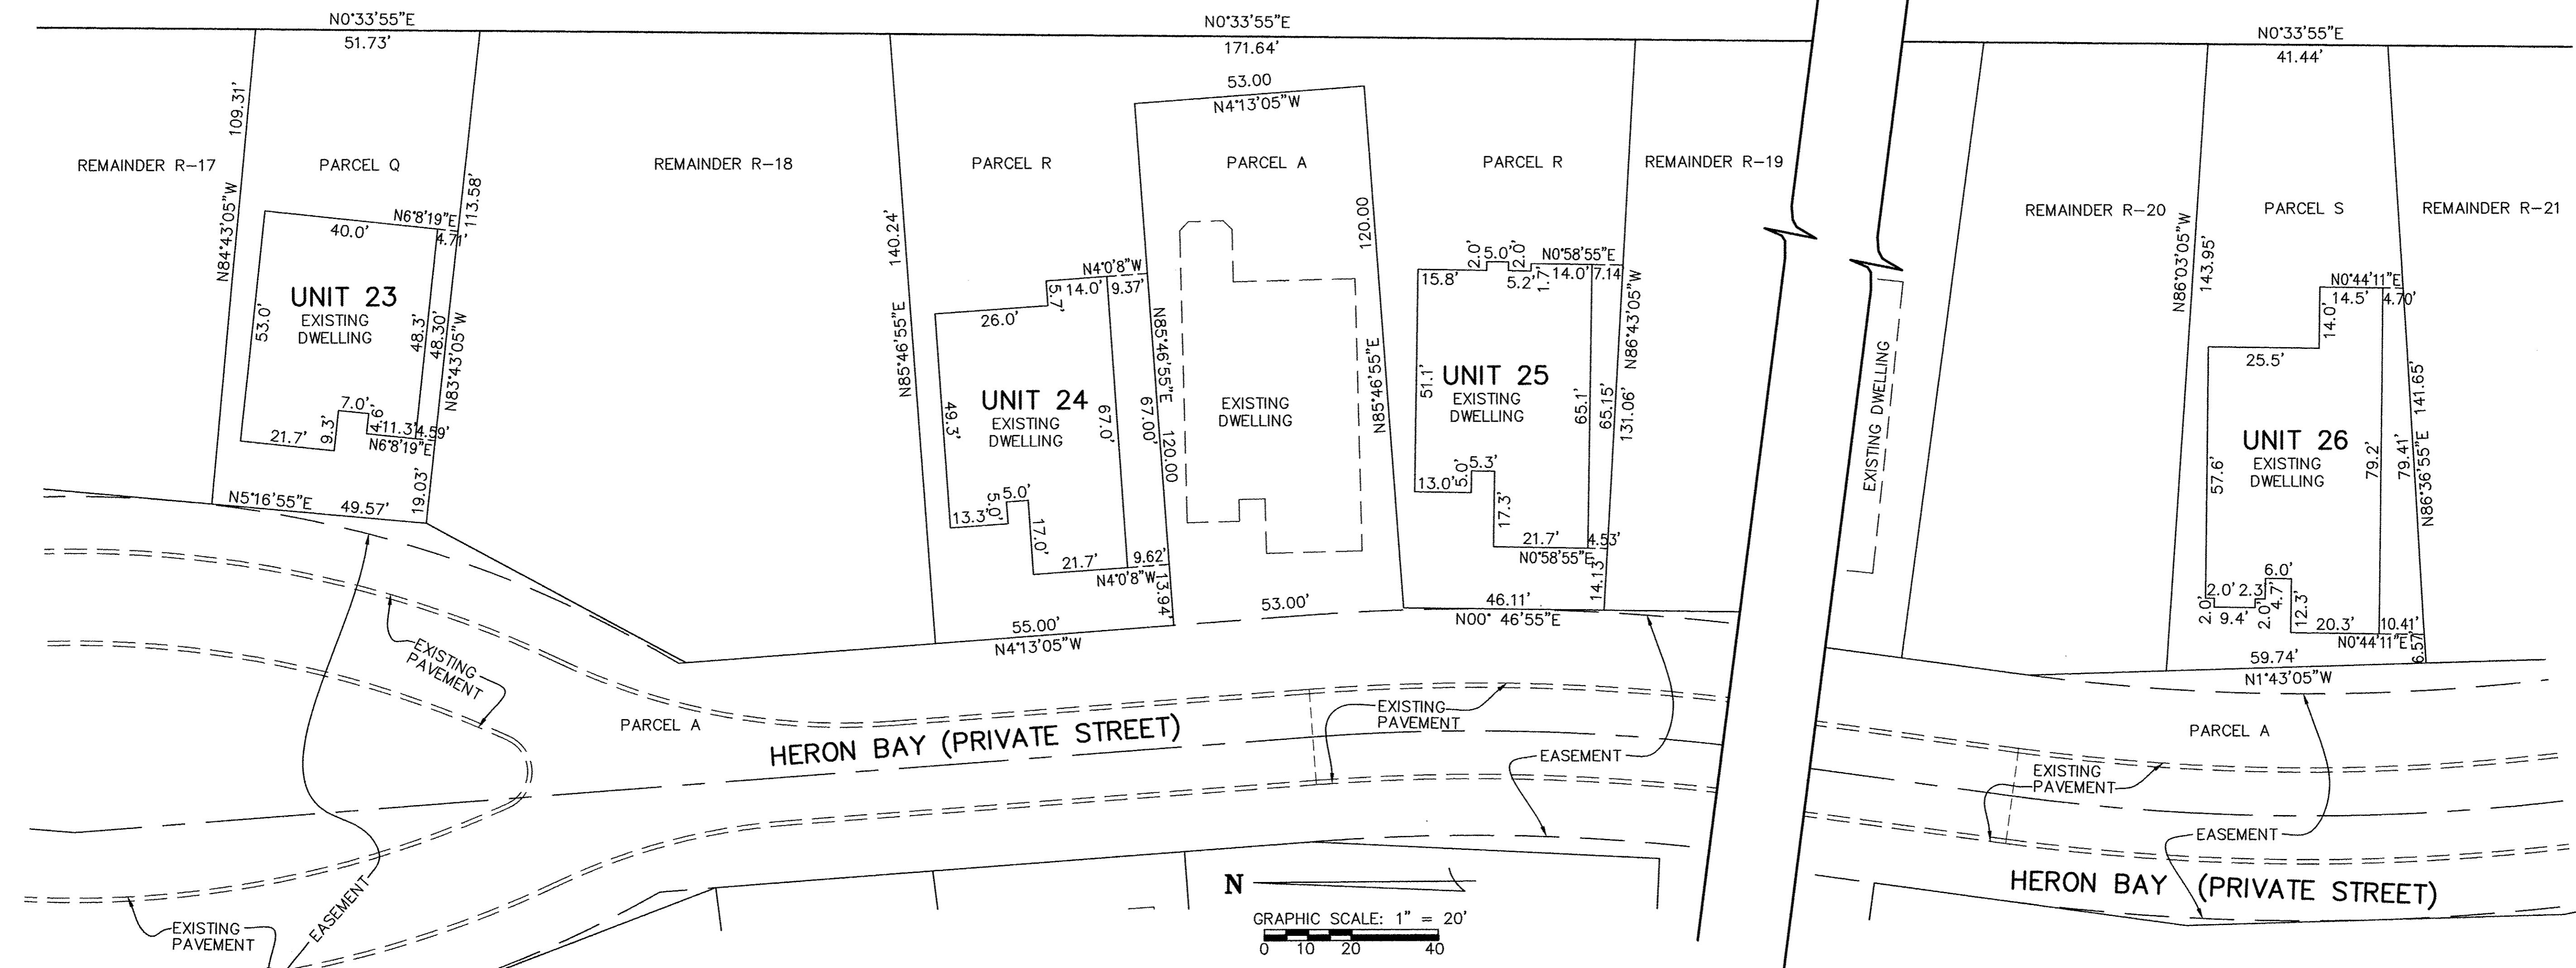 N0°33'55"E
51.73'
N0°33'55"E
171.64'
N0°33'55"E
41.44'
REMAINDER R-17
109.31'
N84°43'05"W
PARCEL Q
N6°8'19"E
40.0'
4.71'
113.58'
53.0'
UNIT 23
EXISTING
DWELLING
48.3'
48.30'
N83°43'05"W
7.0'
4.6'
9.3'
21.7'
11.3'
4.59'
N6°8'19"E
19.03'
N5°16'55"E
49.57'
REMAINDER R-18
140.24'
N85°46'55"E
PARCEL R
N4°0'8"W
14.0'
9.37'
5.7'
26.0'
49.3'
UNIT 24
EXISTING
DWELLING
67.0'
67.00'
N85°46'55"E
120.00
5.0'
5.0'
13.3'
17.0'
21.7'
9.62'
N4°0'8"W
13.94'
55.00'
N4°13'05"W
53.00
N4°13'05"W
PARCEL A
120.00
N85°46'55"E
EXISTING
DWELLING
53.00'
PARCEL R
2.0'
5.0'
2.0'
N0°58'55"E
15.8'
5.2'
1.7'
14.0'
7.14
51.1'
UNIT 25
EXISTING
DWELLING
65.1'
65.15'
N86°43'05"W
131.06'
5.3'
5.0'
13.0'
17.3'
21.7'
4.53'
N0°58'55"E
14.13'
46.11'
N00° 46'55"E
REMAINDER R-19
EXISTING DWELLING
REMAINDER R-20
N86°03'05"W
143.95'
PARCEL S
N0°44'11"E
14.5'
4.70'
14.0'
25.5'
57.6'
UNIT 26
EXISTING
DWELLING
79.2'
79.41'
141.65'
N86°36'55"E
6.0'
2.0'
2.3'
4.7'
2.0'
9.4'
2.0'
12.3'
20.3'
10.41'
N0°44'11"E
6.57'
59.74'
N1°43'05"W
REMAINDER R-21
EXISTING
PAVEMENT
PARCEL A
HERON BAY (PRIVATE STREET)
EXISTING
PAVEMENT
EASEMENT
PARCEL A
EXISTING
PAVEMENT
EASEMENT
HERON BAY (PRIVATE STREET)
EASEMENT
EXISTING
PAVEMENT
N
GRAPHIC SCALE: 1" = 20'
0 10 20 40